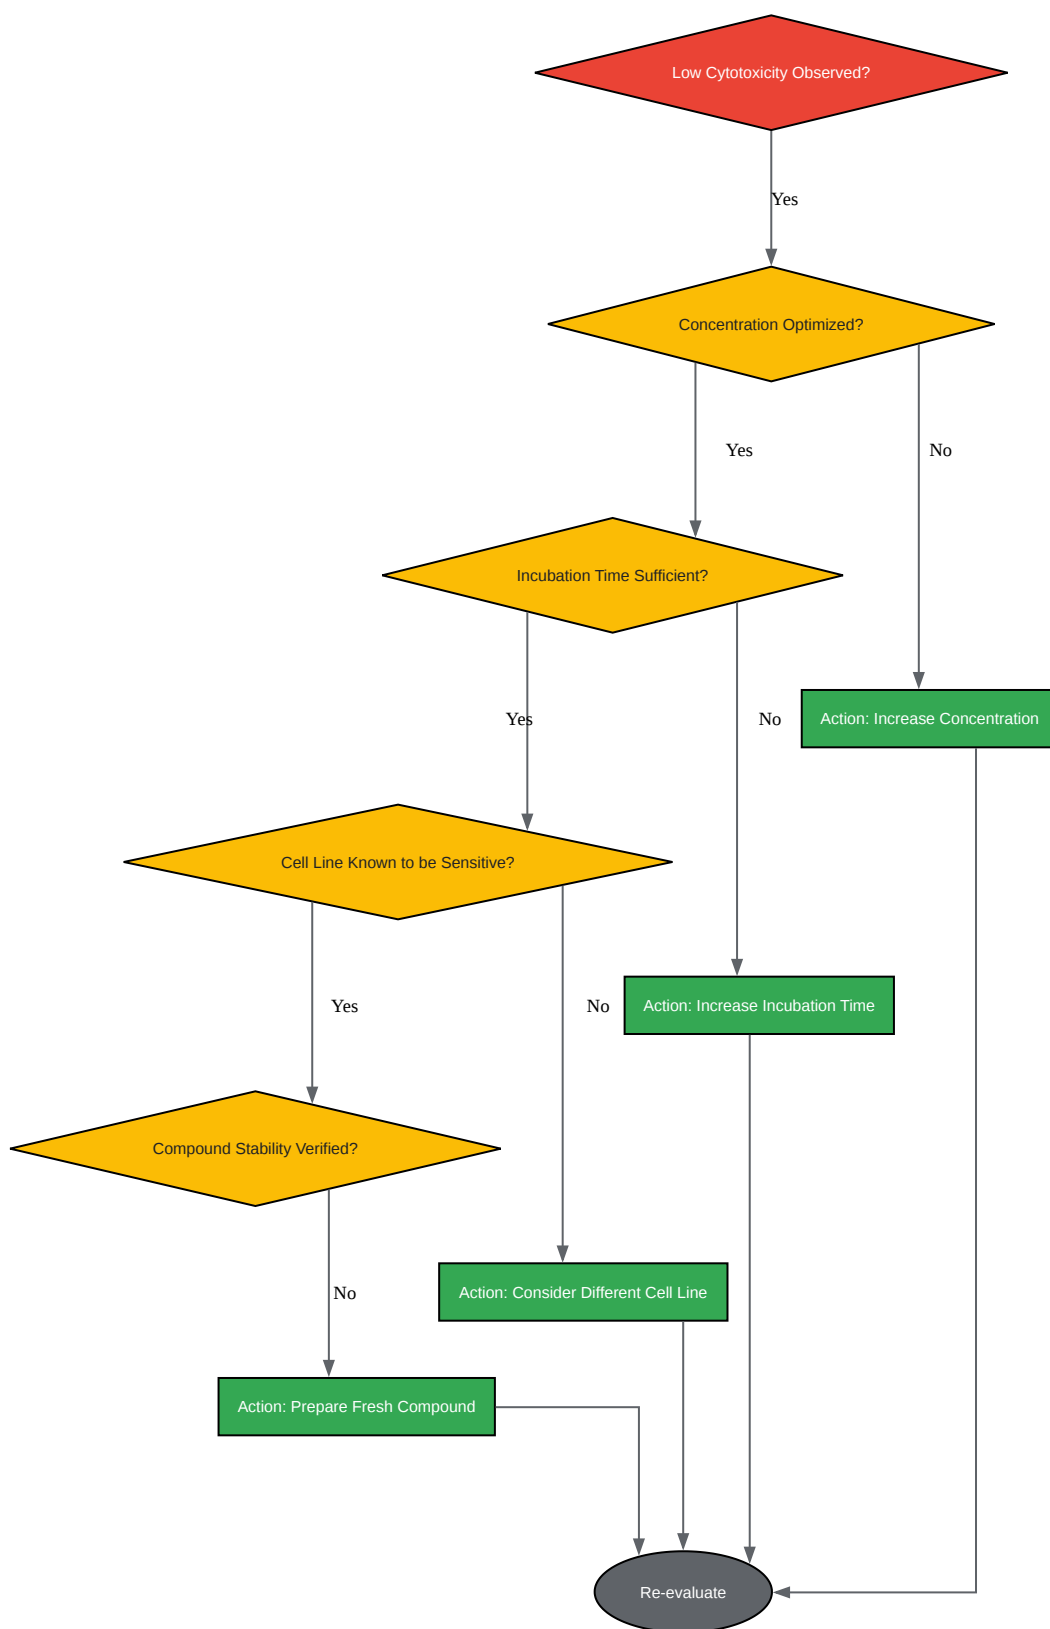 Low Cytotoxicity Observed?
Yes
Concentration Optimized?
Yes
No
Incubation Time Sufficient?
Yes
No
Action: Increase Concentration
Cell Line Known to be Sensitive?
Yes
No
Action: Increase Incubation Time
Compound Stability Verified?
No
Action: Consider Different Cell Line
Action: Prepare Fresh Compound
Re-evaluate